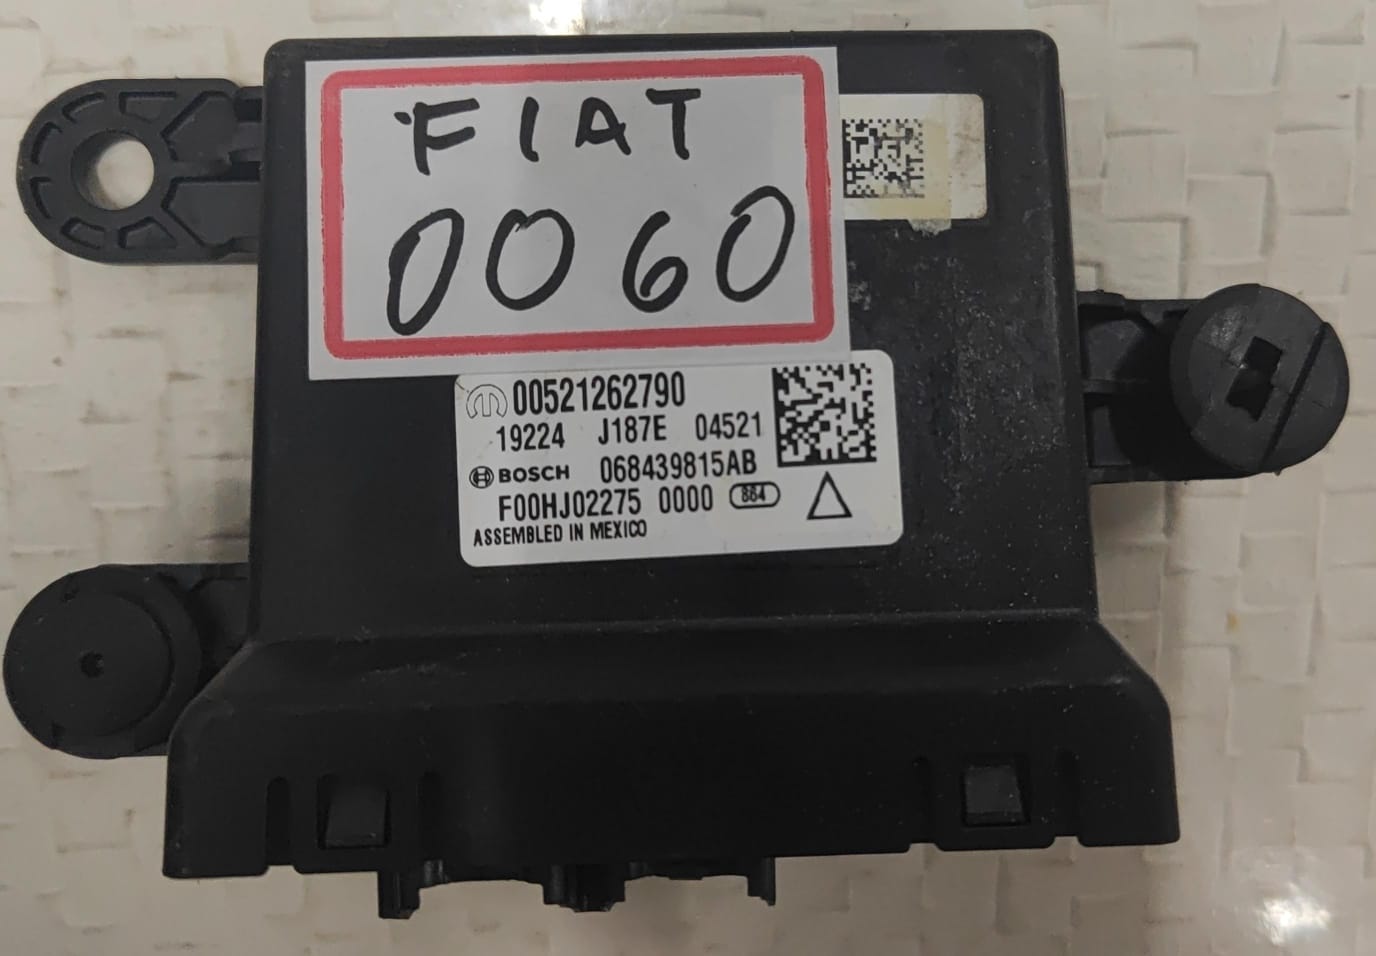 FIAT
0060
00521262790
19224 J187E 04521
BOSCH 068439815AB
F00HJ02275 0000 864
ASSEMBLED IN MEXICO